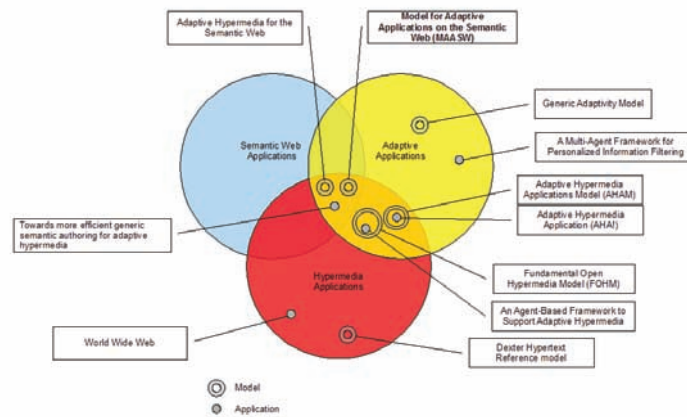 Adaptive Hypermedia for the
Semantic Web
Model for Adaptive
Applications on the Semantic
Web (MAASW)
Semantic Web
Applications
Adaptive
Applications
Generic Adaptivity Model
A Multi-Agent Framework for
Personalized Information Filtering
Adaptive Hypermedia
Applications Model (AHAM)
Adaptive Hypermedia
Application (AHA!)
Towards more efficient generic
semantic authoring for adaptive
hypermedia
Hypermedia
Applications
Fundamental Open
Hypermedia Model (FOHM)
An Agent-Based Framework to
Support Adaptive Hypermedia
World Wide Web
Dexter Hypertext
Reference model
Model
Application